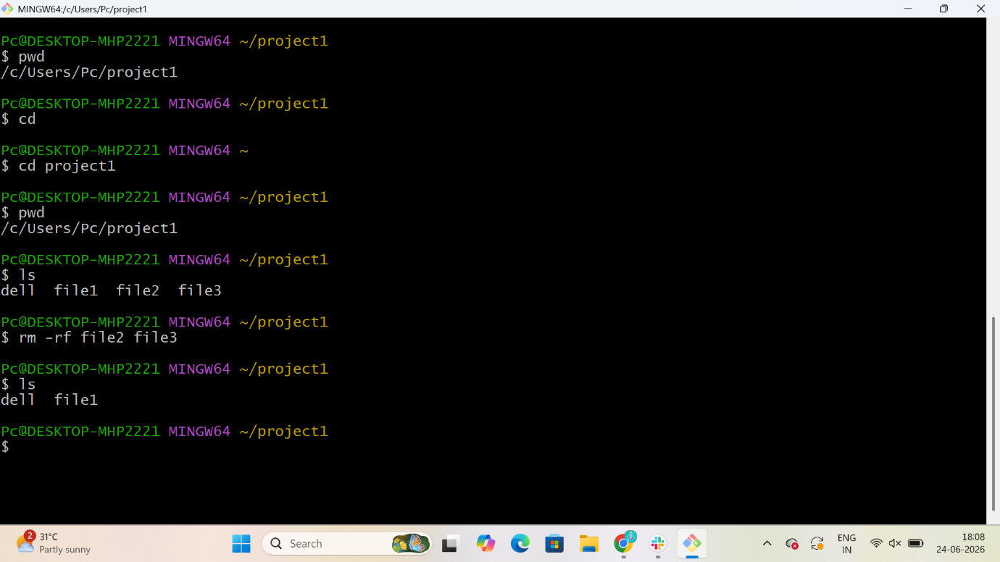 MINGW64:/c/Users/Pc/project1
Pc@DESKTOP-MHP2221 MINGW64 ~/project1
$ pwd
/c/Users/Pc/project1
Pc@DESKTOP-MHP2221 MINGW64 ~/project1
$ cd
Pc@DESKTOP-MHP2221 MINGW64 ~
$ cd project1
Pc@DESKTOP-MHP2221 MINGW64 ~/project1
$ pwd
/c/Users/Pc/project1
Pc@DESKTOP-MHP2221 MINGW64 ~/project1
$ ls
dell  file1  file2  file3
Pc@DESKTOP-MHP2221 MINGW64 ~/project1
$ rm -rf file2 file3
Pc@DESKTOP-MHP2221 MINGW64 ~/project1
$ ls
dell  file1
Pc@DESKTOP-MHP2221 MINGW64 ~/project1
$
2
31°C
Partly sunny
Search
ENG
IN
18:08
24-06-2026